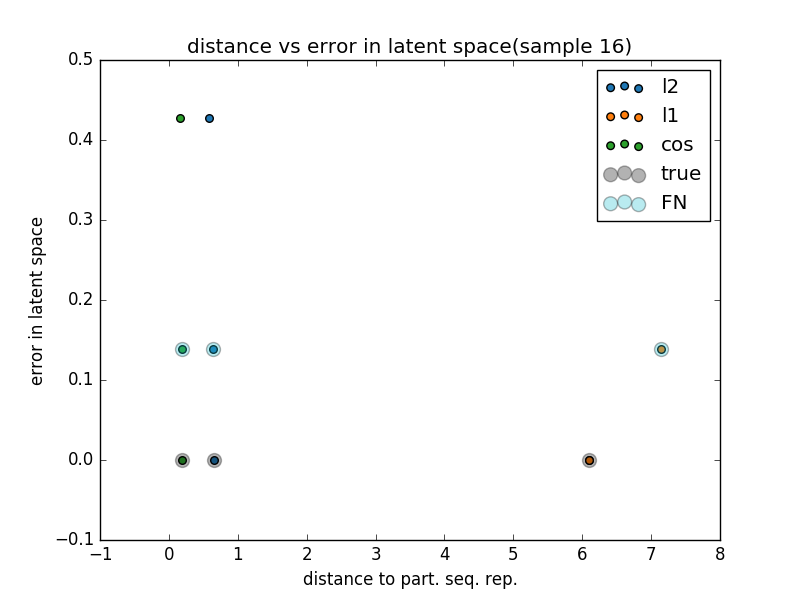 distance vs error in latent space(sample 16)
0.5
0.4
0.3
0.2
0.1
0.0
−0.1
error in latent space
l2
l1
cos
true
FN
−1 0 1 2 3 4 5 6 7 8
distance to part. seq. rep.